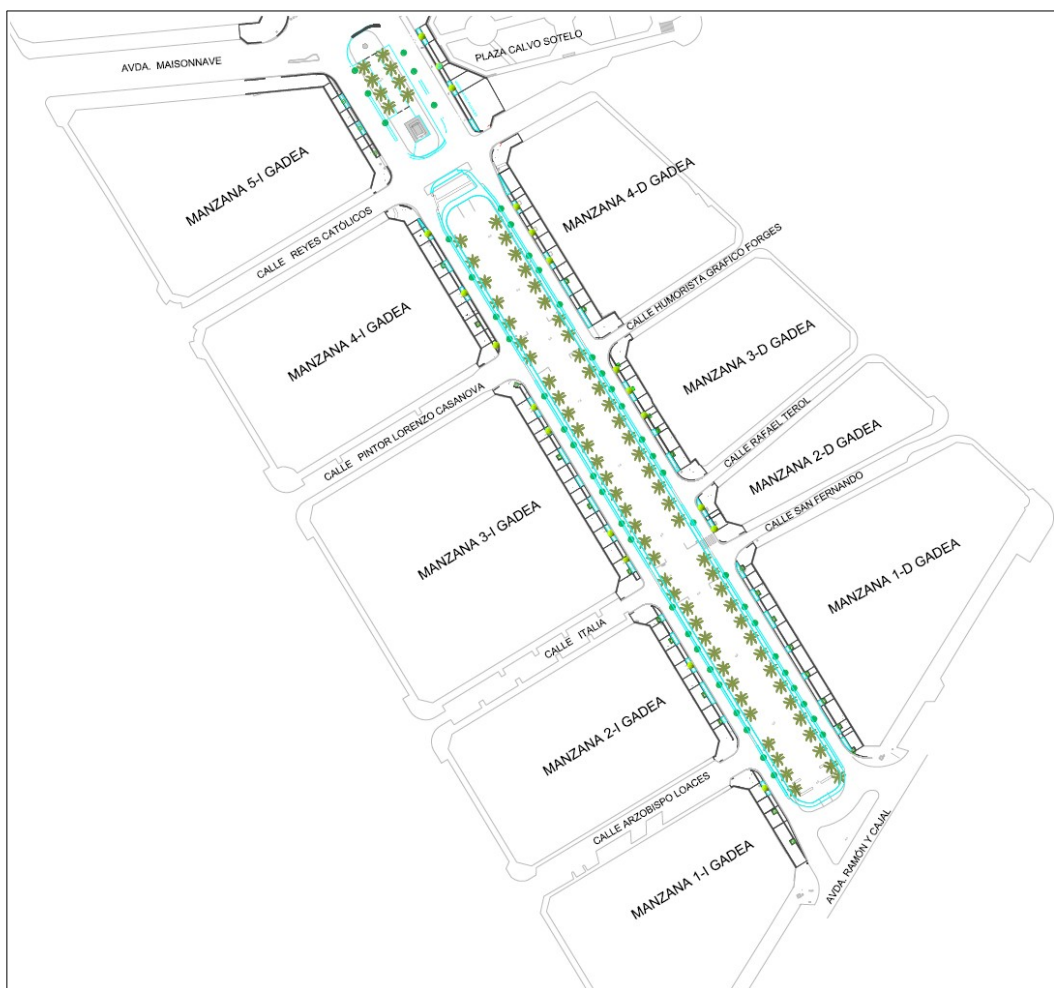 PLAZA CALVO SOTELO
AVDA. MAISONNAVE
MANZANA 5-I GADEA
MANZANA 4-D GADEA
CALLE REYES CATÓLICOS
CALLE HUMORISTA GRAFICO FORGES
MANZANA 4-I GADEA
MANZANA 3-D GADEA
CALLE PINTOR LORENZO CASANOVA
CALLE RAFAEL TEROL
MANZANA 2-D GADEA
CALLE SAN FERNANDO
MANZANA 3-I GADEA
MANZANA 1-D GADEA
CALLE ITALIA
MANZANA 2-I GADEA
CALLE ARZOBISPO LOACES
AVDA. RAMÓN Y CAJAL
MANZANA 1-I GADEA